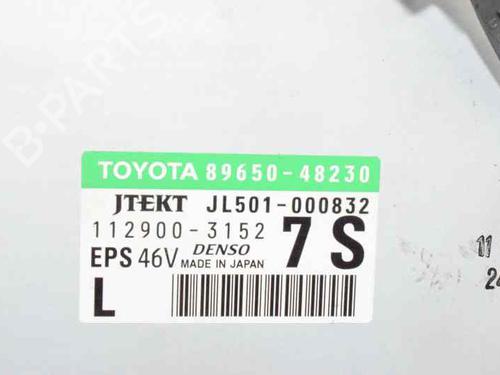 B-PARTS
TOYOTA 89650-48230
JTEKT JL501-000832
112900-3152
7S
EPS 46V DENSO
MADE IN JAPAN
L
11
24